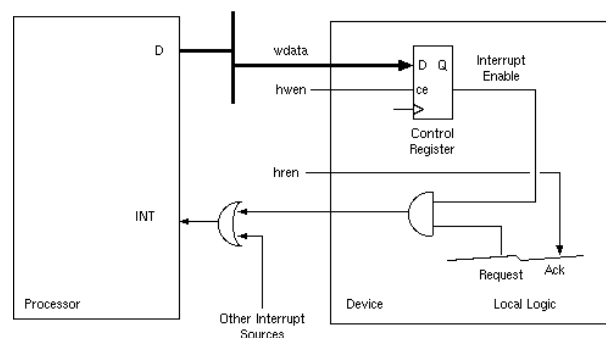 D
wdata
D Q
Interrupt
Enable
hwen
ce
Control
Register
hren
INT
Request
Ack
Processor
Other Interrupt
Sources
Device
Local Logic